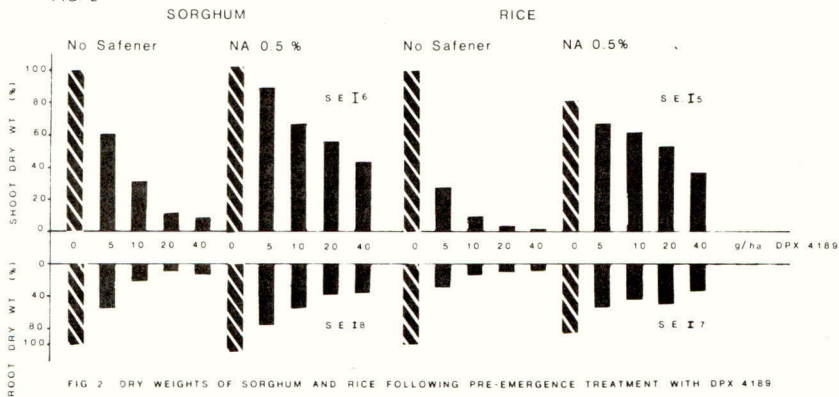 SORGHUM RICE
No Safener NA 0.5 % No Safener NA 0.5%
SHOOT DRY WT (%)
100
80
60
40
20
0
S E I 6
S.E. I 5
0 5 10 20 40 0 5 10 20 40 0 5 10 20 40 0 5 10 20 40 g/ha DPX 4189
ROOT DRY WT (%)
0
40
80
100
S E I 8
S E I 7
FIG 2 DRY WEIGHTS OF SORGHUM AND RICE FOLLOWING PRE-EMERGENCE TREATMENT WITH DPX 4189